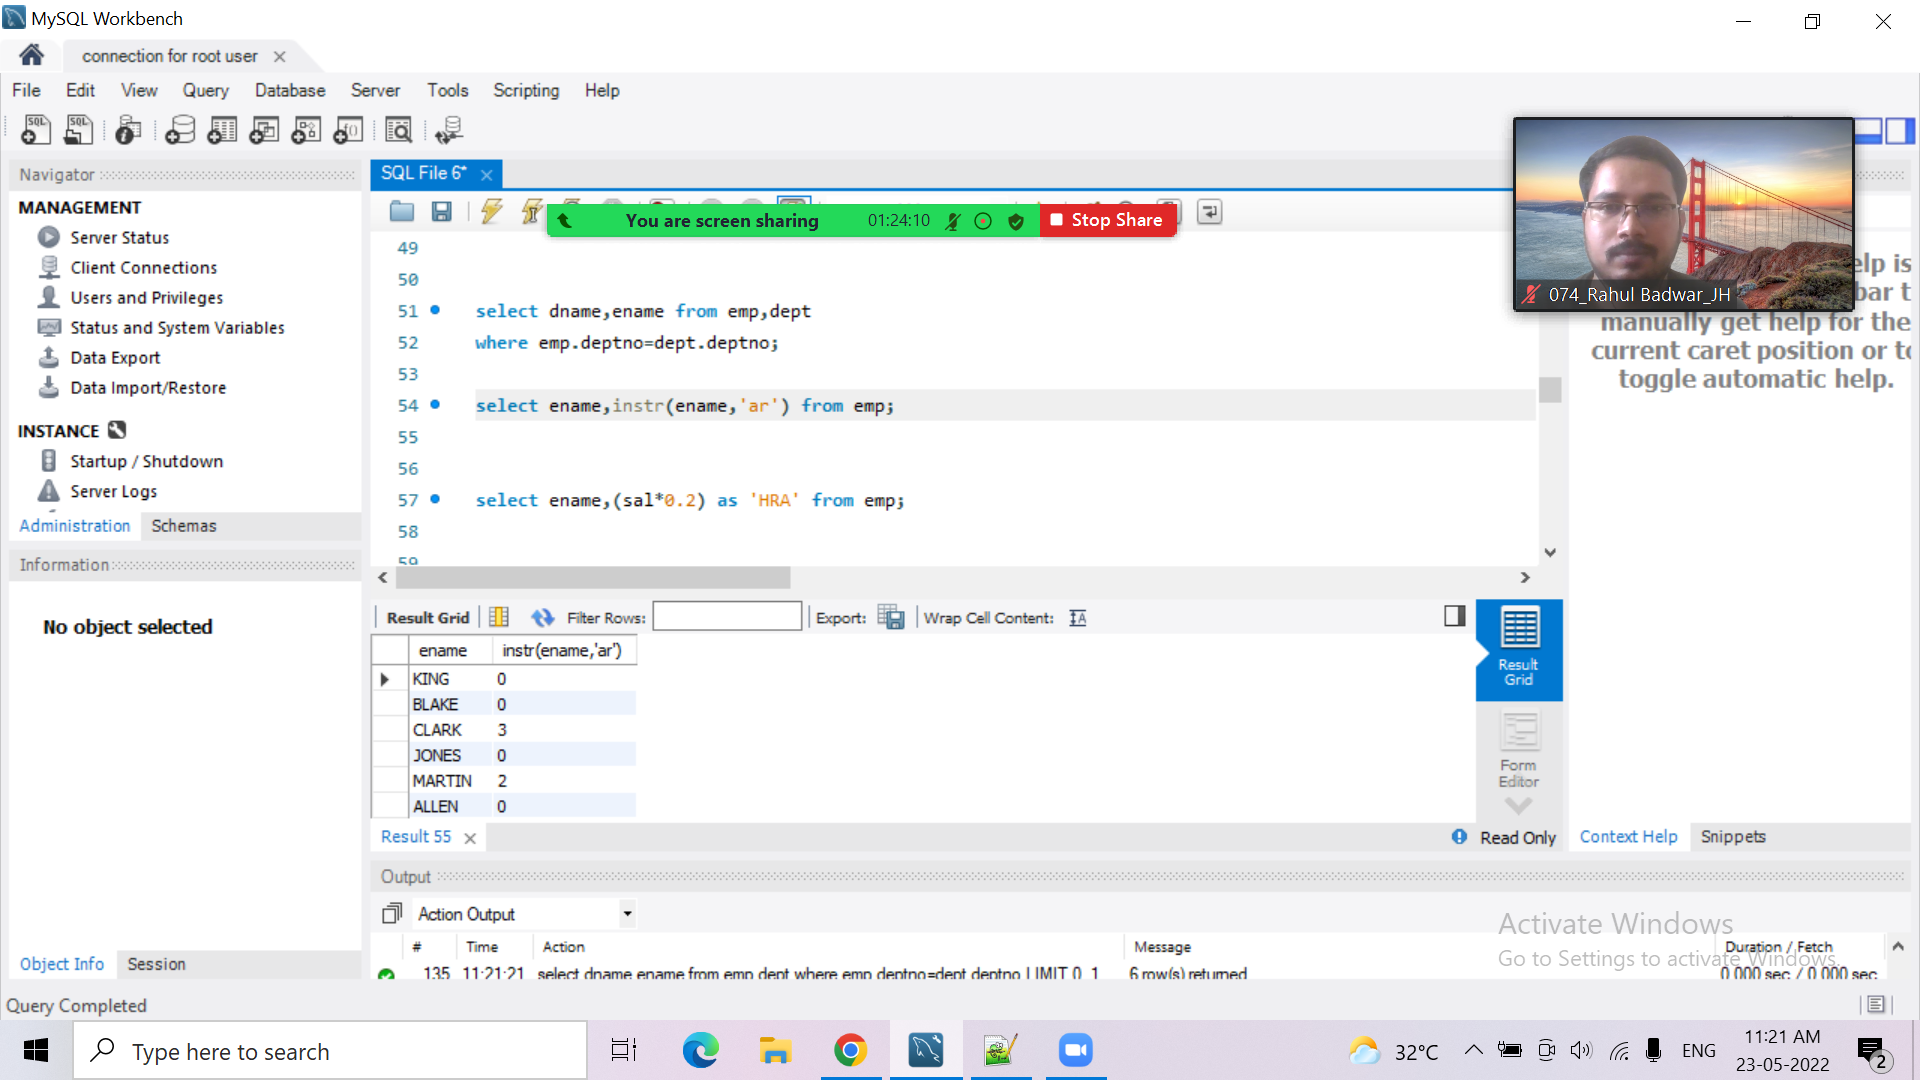 MySQL Workbench
connection for root user
File Edit View Query Database Server Tools Scripting Help
Navigator
MANAGEMENT
Server Status
Client Connections
Users and Privileges
Status and System Variables
Data Export
Data Import/Restore
INSTANCE
Startup / Shutdown
Server Logs
Administration Schemas
Information
No object selected
Object Info Session
Query Completed
SQL File 6*
You are screen sharing 01:24:10 Stop Share
49
50
51 select dname,ename from emp,dept
52 where emp.deptno=dept.deptno;
53
54 select ename,instr(ename,'ar') from emp;
55
56
57 select ename,(sal*0.2) as 'HRA' from emp;
58
59
074_Rahul Badwar_JH
elp is
bar t
manually get help for the
current caret position or to
toggle automatic help.
Result Grid Filter Rows: Export: Wrap Cell Content:
ename instr(ename,'ar')
KING 0
BLAKE 0
CLARK 3
JONES 0
MARTIN 2
ALLEN 0
Result Grid
Form Editor
Result 55
Read Only
Context Help Snippets
Output
Action Output
# Time Action Message Duration / Fetch
135 11:21:21 select dname,ename from emp,dept where emp.deptno=dept.deptno LIMIT 0, 1 6 row(s) returned 0.000 sec / 0.000 sec
Activate Windows
Go to Settings to activate Windows.
Type here to search
32°C
ENG
11:21 AM
23-05-2022
2